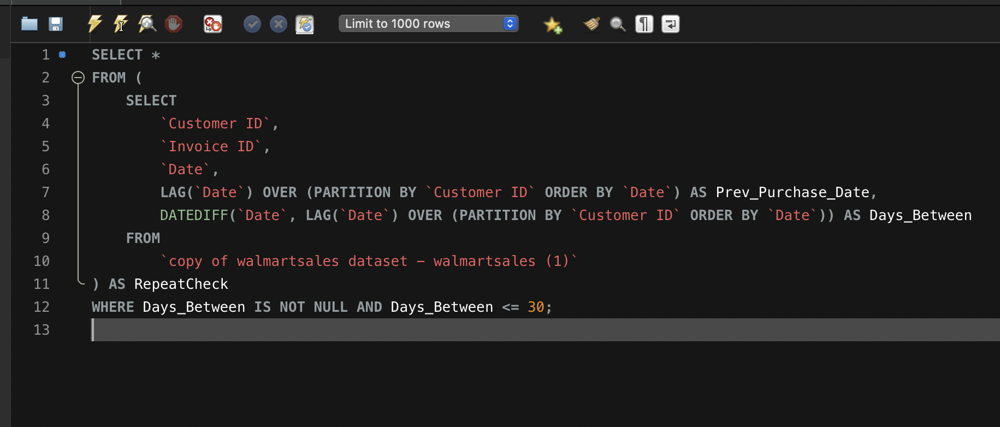 Limit to 1000 rows
1 SELECT *
2 FROM (
3     SELECT
4         `Customer ID`,
5         `Invoice ID`,
6         `Date`,
7         LAG(`Date`) OVER (PARTITION BY `Customer ID` ORDER BY `Date`) AS Prev_Purchase_Date,
8         DATEDIFF(`Date`, LAG(`Date`) OVER (PARTITION BY `Customer ID` ORDER BY `Date`)) AS Days_Between
9     FROM
10         `copy of walmartsales dataset – walmartsales (1)`
11 ) AS RepeatCheck
12 WHERE Days_Between IS NOT NULL AND Days_Between <= 30;
13